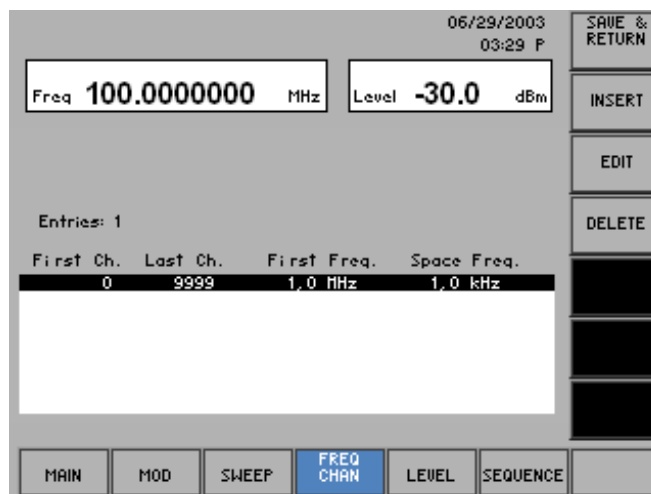 06/29/2003
03:29 P
Freq 100.0000000 MHz
Level -30.0 dBm
Entries: 1
First Ch. Last Ch. First Freq. Space Freq.
0 9999 1,0 MHz 1,0 kHz
SAVE &
RETURN
INSERT
EDIT
DELETE
MAIN
MOD
SWEEP
FREQ
CHAN
LEVEL
SEQUENCE